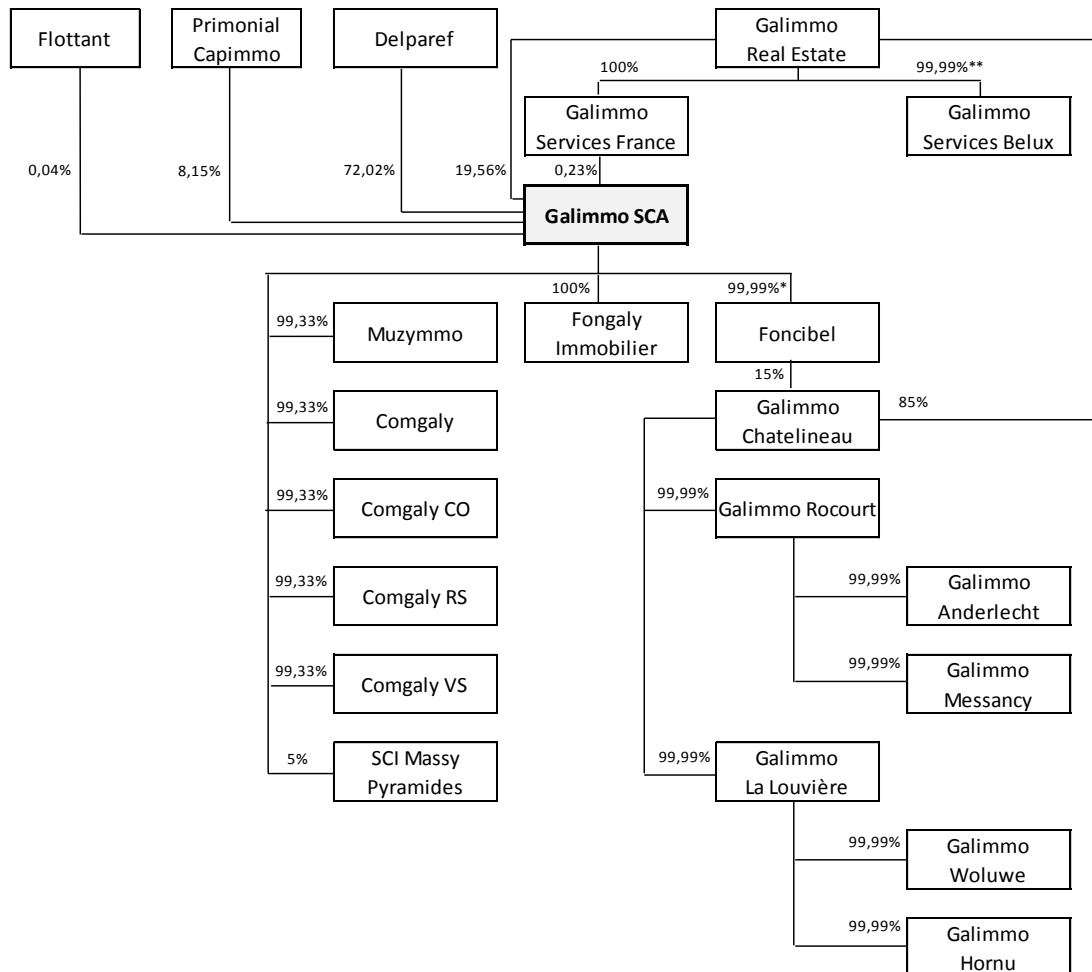 Flottant
Primonial
Capimmo
Delparef
Galimmo
Real Estate
100%
99,99%**
Galimmo
Services France
Galimmo
Services Belux
0,04%
8,15%
72,02%
19,56%
0,23%
Galimmo SCA
100%
99,99%*
99,33%
Muzymmo
Fongaly
Immobilier
Foncibel
15%
99,33%
Comgaly
Galimmo
Chatelineau
85%
99,33%
Comgaly CO
99,99%
Galimmo Rocourt
99,33%
Comgaly RS
99,99%
Galimmo
Anderlecht
99,33%
Comgaly VS
99,99%
Galimmo
Messancy
5%
SCI Massy
Pyramides
99,99%
Galimmo
La Louvière
99,99%
Galimmo
Woluwe
99,99%
Galimmo
Hornu